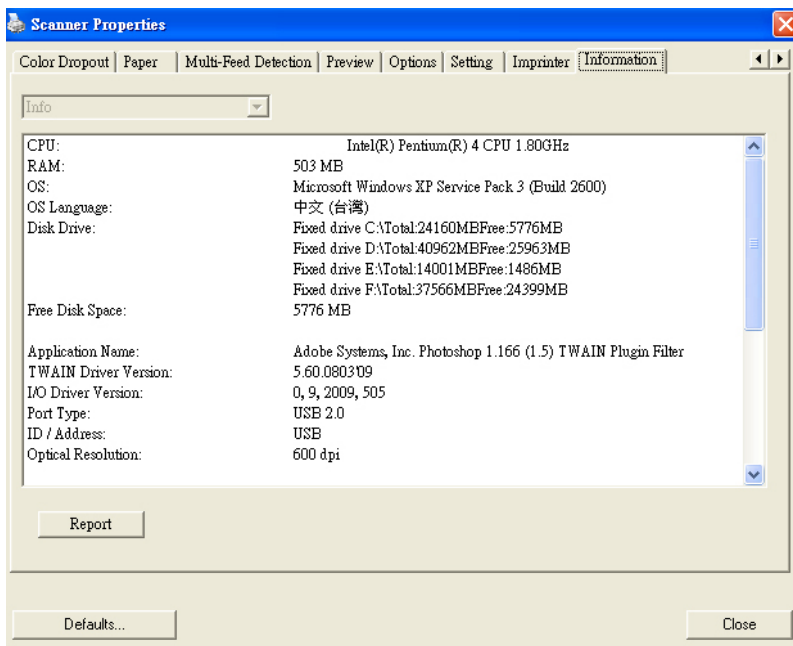 Scanner Properties
Color Dropout Paper Multi-Feed Detection Preview Options Setting Imprinter Information
Info
CPU: Intel(R) Pentium(R) 4 CPU 1.80GHz
RAM: 503 MB
OS: Microsoft Windows XP Service Pack 3 (Build 2600)
OS Language: 中文 (台灣)
Disk Drive: Fixed drive C:\Total:24160MBFree:5776MB
Fixed drive D:\Total:40962MBFree:25963MB
Fixed drive E:\Total:14001MBFree:1486MB
Fixed drive F:\Total:37566MBFree:24399MB
Free Disk Space: 5776 MB
Application Name: Adobe Systems, Inc. Photoshop 1.166 (1.5) TWAIN Plugin Filter
TWAIN Driver Version: 5.60.0803'09
I/O Driver Version: 0, 9, 2009, 505
Port Type: USB 2.0
ID / Address: USB
Optical Resolution: 600 dpi
Report
Defaults... Close